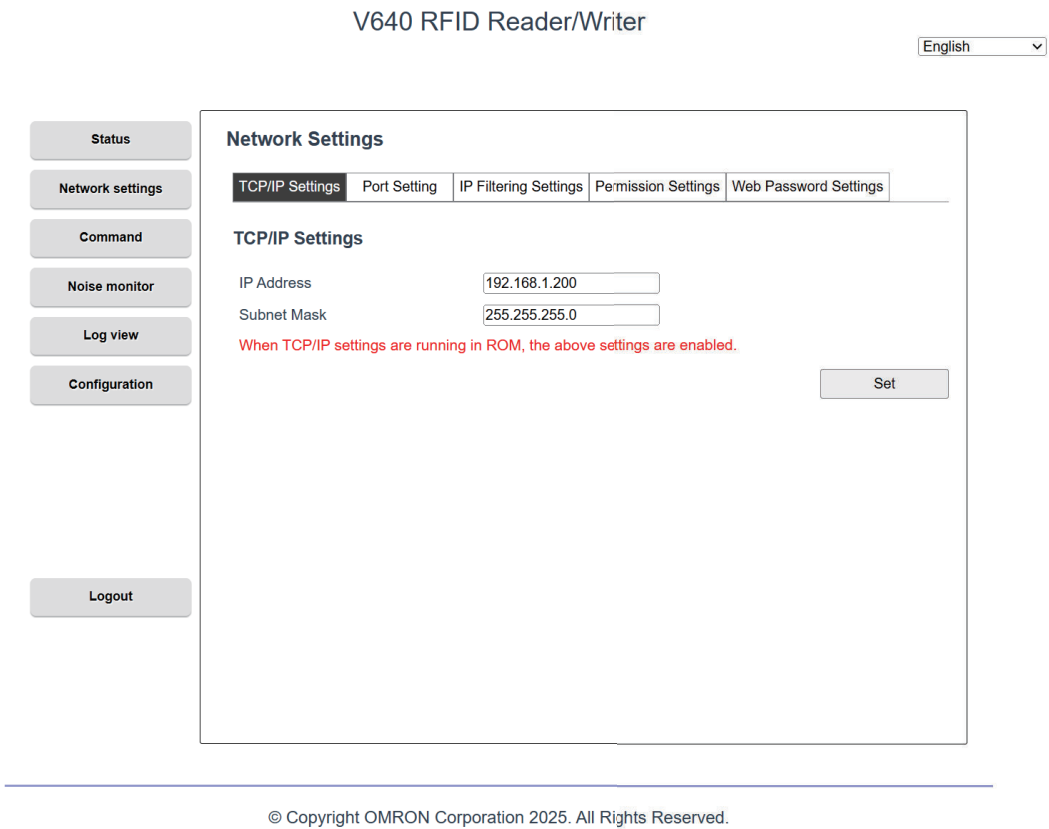 V640 RFID Reader/Writer
English
Status
Network settings
Command
Noise monitor
Log view
Configuration
Logout
Network Settings
TCP/IP Settings Port Setting IP Filtering Settings Permission Settings Web Password Settings
TCP/IP Settings
IP Address 192.168.1.200
Subnet Mask 255.255.255.0
When TCP/IP settings are running in ROM, the above settings are enabled.
Set
© Copyright OMRON Corporation 2025. All Rights Reserved.